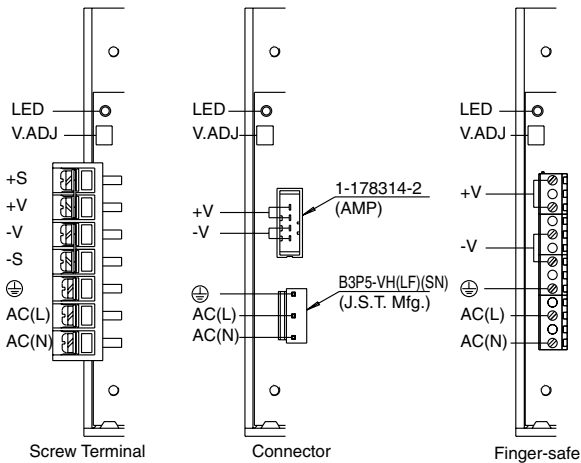 LED
V.ADJ
+S
+V
-V
-S
AC(L)
AC(N)
Screw Terminal
LED
V.ADJ
1-178314-2
(AMP)
+V
-V
B3P5-VH(LF)(SN)
(J.S.T. Mfg.)
AC(L)
AC(N)
Connector
LED
V.ADJ
+V
-V
AC(L)
AC(N)
Finger-safe